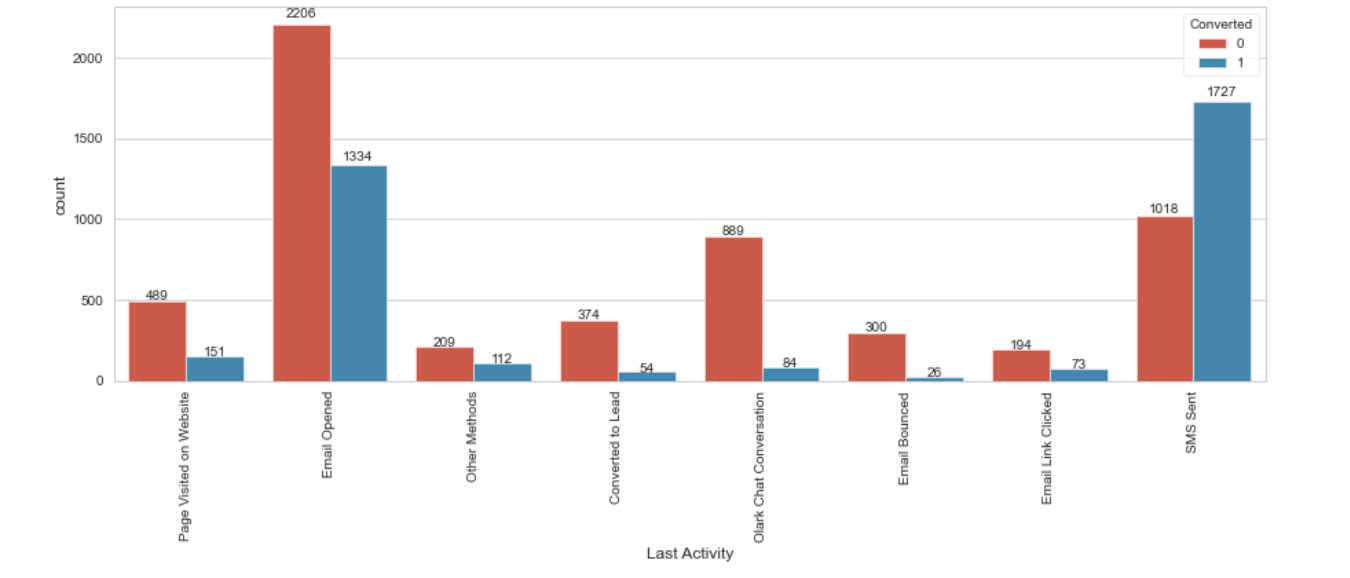 2206
Converted
0
1
2000
1727
1500
1334
count
1000
1018
889
500
489
374
300
209
194
151
112
84
73
54
26
0
Page Visited on Website
Email Opened
Other Methods
Converted to Lead
Olark Chat Conversation
Email Bounced
Email Link Clicked
SMS Sent
Last Activity